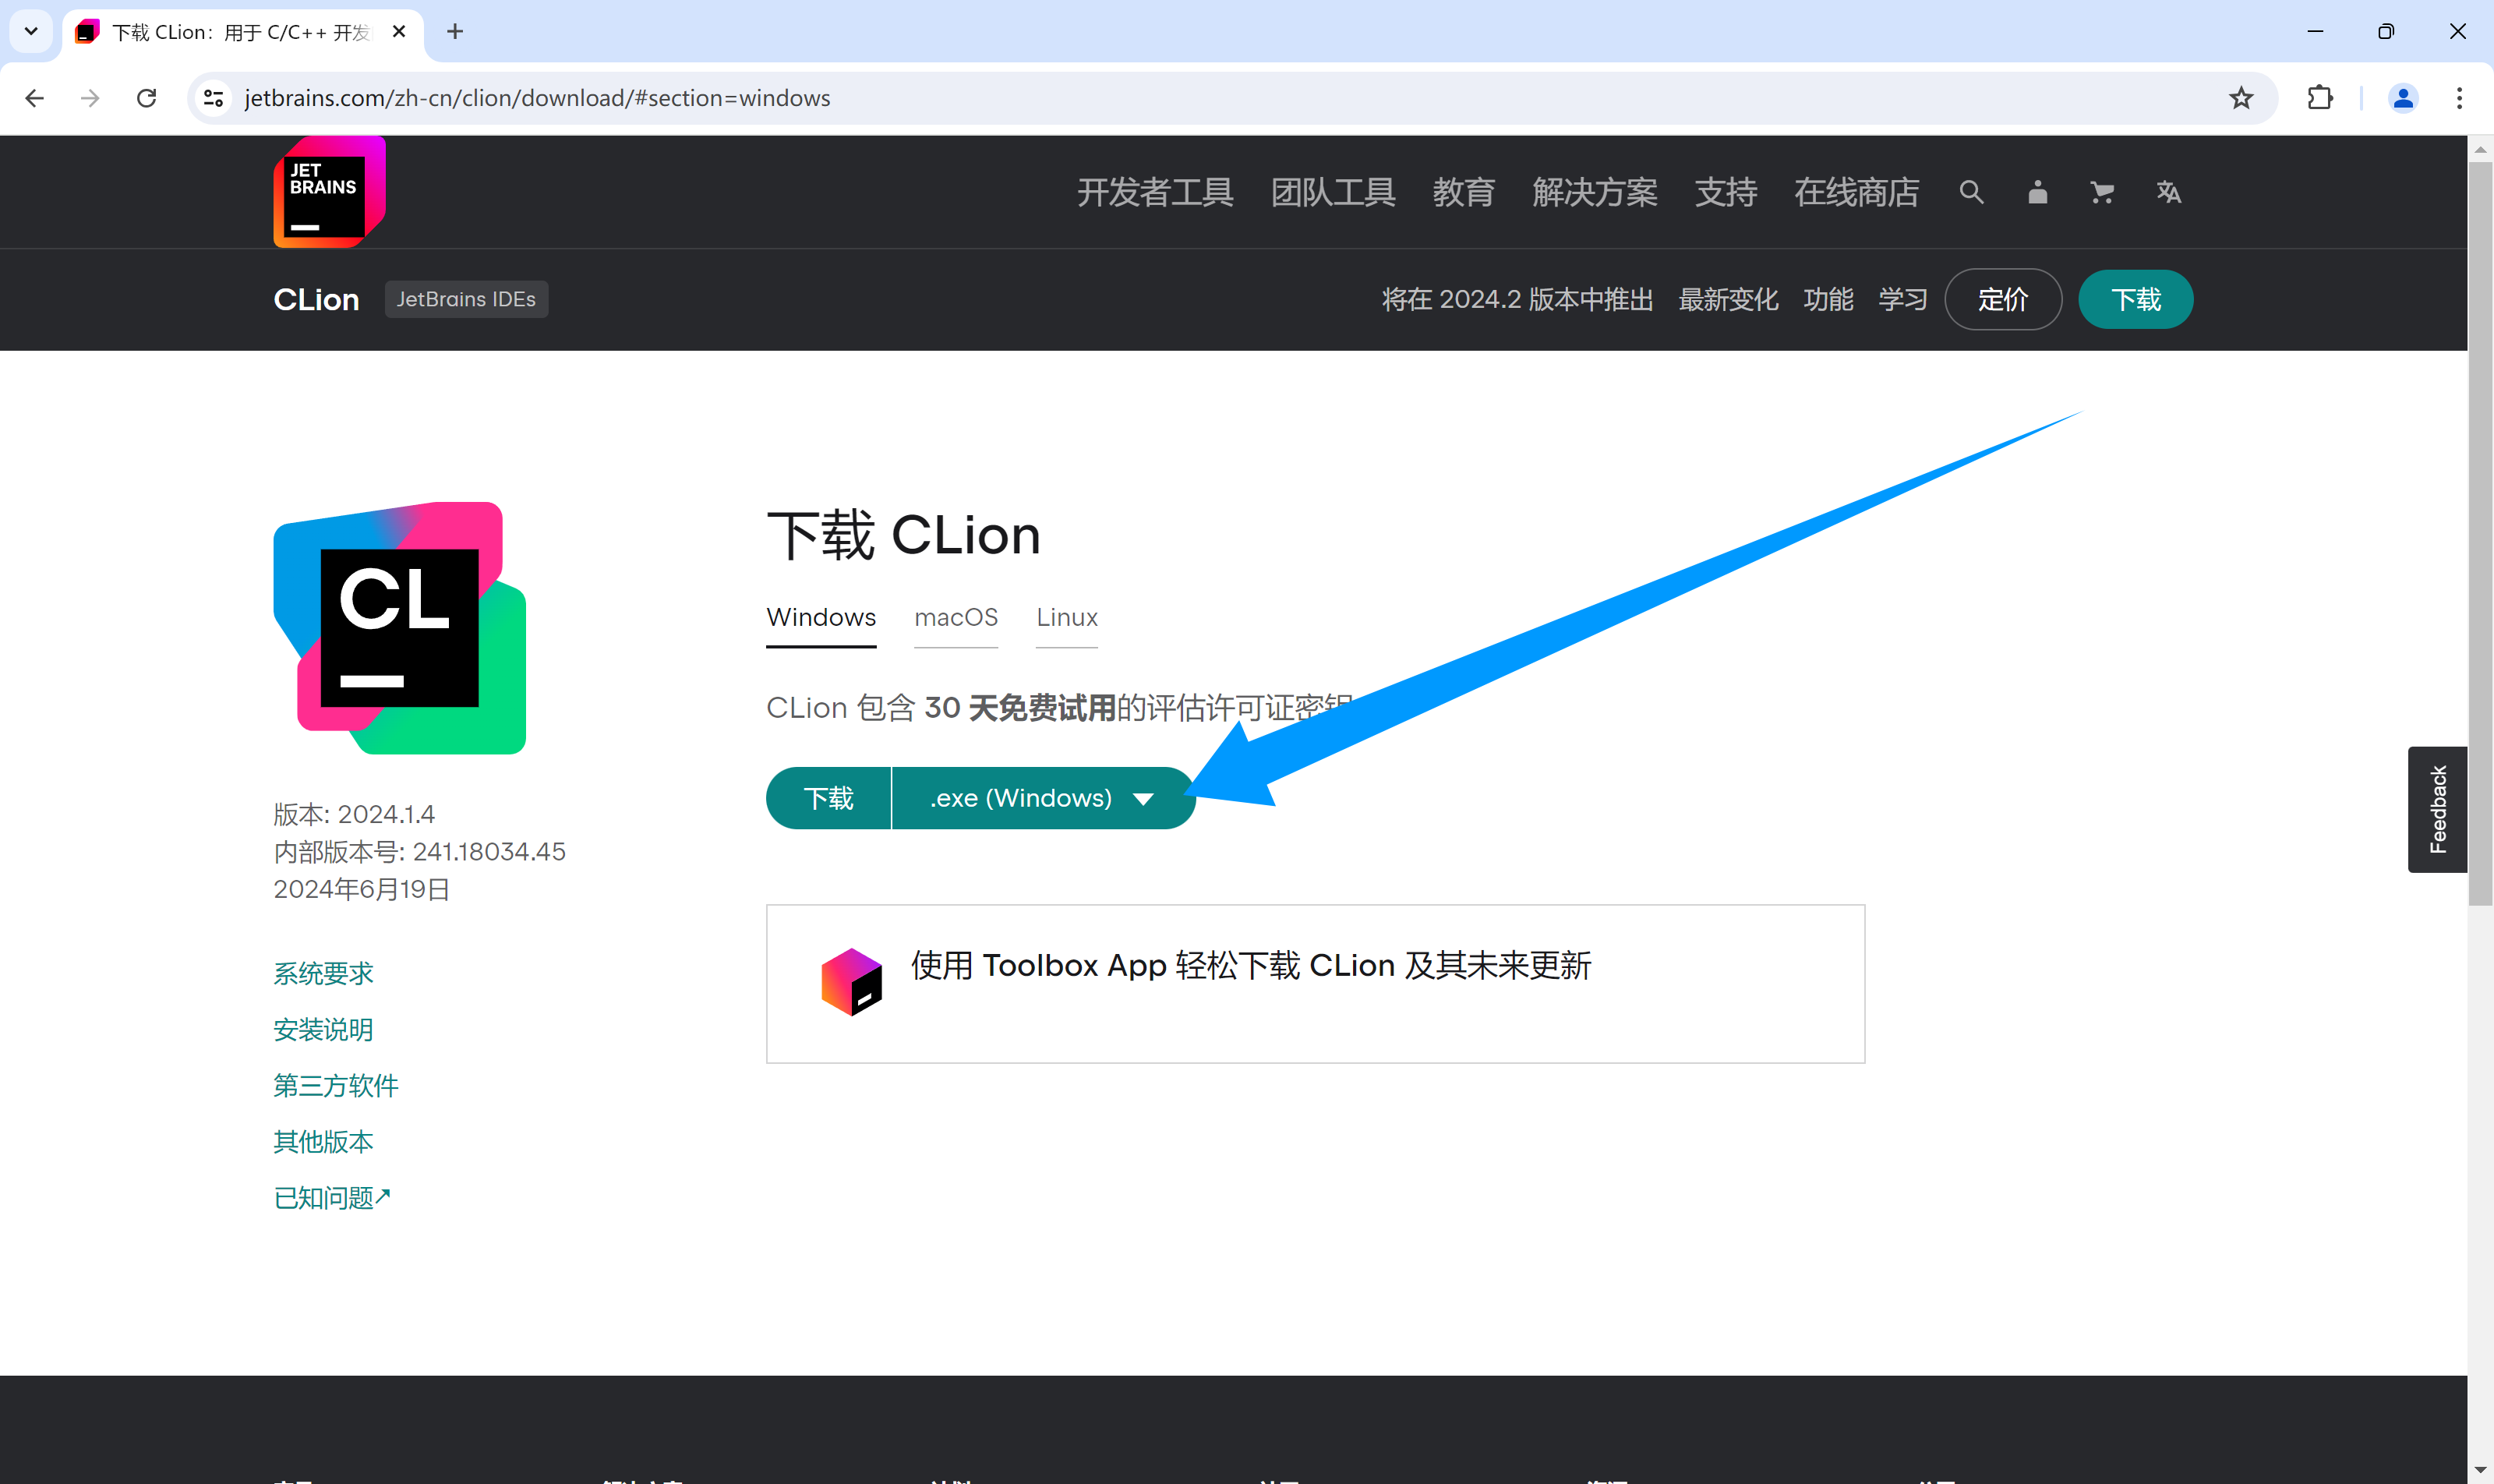 下载 CLion：用于 C/C++ 开发
jetbrains.com/zh-cn/clion/download/#section=windows
JET
BRAINS
开发者工具 团队工具 教育 解决方案 支持 在线商店
CLion JetBrains IDEs 将在 2024.2 版本中推出 最新变化 功能 学习 定价 下载
CL
下载 CLion
Windows macOS Linux
CLion 包含 30 天免费试用的评估许可证密钥
下载 .exe (Windows)
Feedback
版本: 2024.1.4
内部版本号: 241.18034.45
2024年6月19日
使用 Toolbox App 轻松下载 CLion 及其未来更新
系统要求
安装说明
第三方软件
其他版本
已知问题↗